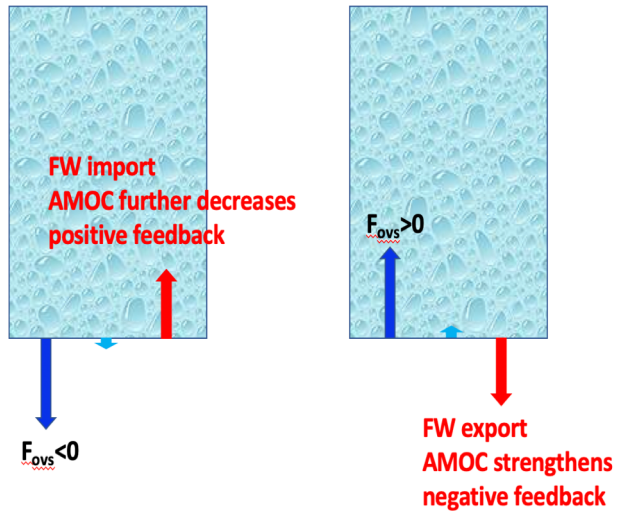 FW import
AMOC further decreases
positive feedback
Fovs<0
Fovs>0
FW export
AMOC strengthens
negative feedback